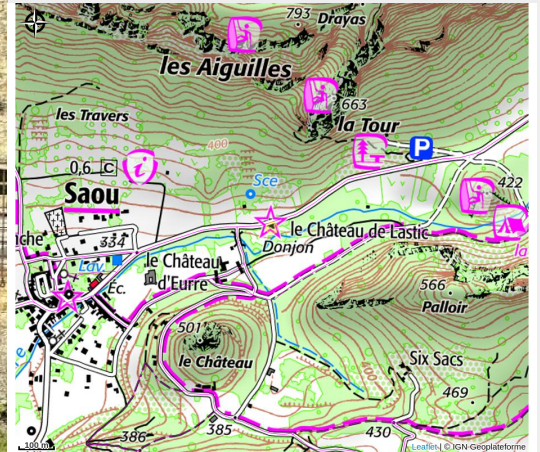 793 Drayas
les Aiguilles
663
la Tour
P
les Travers
400
0,6 C
i
Sce
Saou
422
le Château de Lastic
Donjon
334
le Château
d'Eurre
Lav.
Éc.
566
Palloir
501
le Château
Six Sacs
469
400
386
385
430
100 m
Leaflet | © IGN Geoplateforme